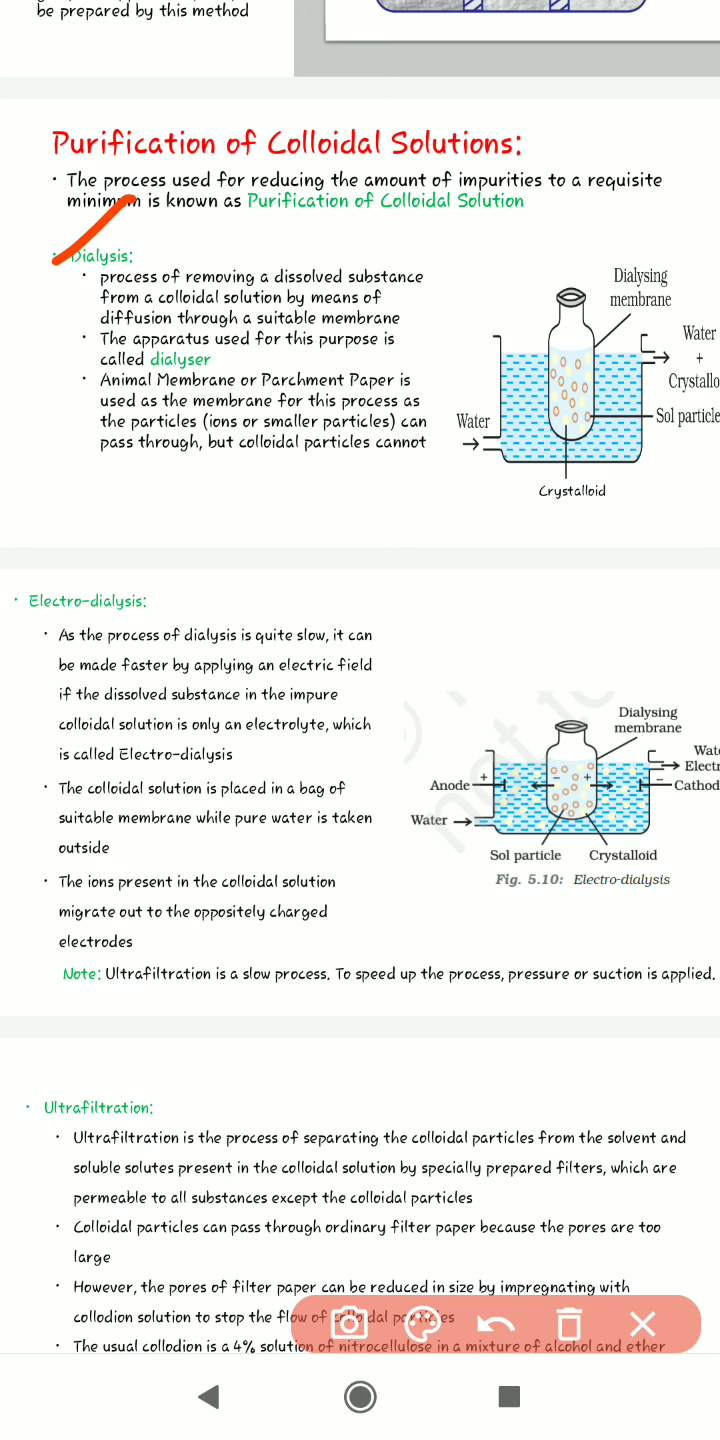 be prepared by this method
Purification of Colloidal Solutions:
• The process used for reducing the amount of impurities to a requisite
minimum is known as Purification of Colloidal Solution
• Dialysis:
• process of removing a dissolved substance
from a colloidal solution by means of
diffusion through a suitable membrane
• The apparatus used for this purpose is
called dialyser
• Animal Membrane or Parchment Paper is
used as the membrane for this process as
the particles (ions or smaller particles) can
pass through, but colloidal particles cannot
Dialysing
membrane
Water
+
Crystallo
Sol particle
Water
Crystalloid
• Electro-dialysis:
• As the process of dialysis is quite slow, it can
be made faster by applying an electric field
if the dissolved substance in the impure
colloidal solution is only an electrolyte, which
is called Electro-dialysis
• The colloidal solution is placed in a bag of
suitable membrane while pure water is taken
outside
• The ions present in the colloidal solution
migrate out to the oppositely charged
electrodes
Dialysing
membrane
Wate
Electr
Anode
+
−
+
−
Cathod
Water
Sol particle
Crystalloid
Fig. 5.10: Electro-dialysis
Note: Ultrafiltration is a slow process. To speed up the process, pressure or suction is applied.
• Ultrafiltration:
• Ultrafiltration is the process of separating the colloidal particles from the solvent and
soluble solutes present in the colloidal solution by specially prepared filters, which are
permeable to all substances except the colloidal particles
• Colloidal particles can pass through ordinary filter paper because the pores are too
large
• However, the pores of filter paper can be reduced in size by impregnating with
collodion solution to stop the flow of colloidal particles
• The usual collodion is a 4% solution of nitrocellulose in a mixture of alcohol and ether